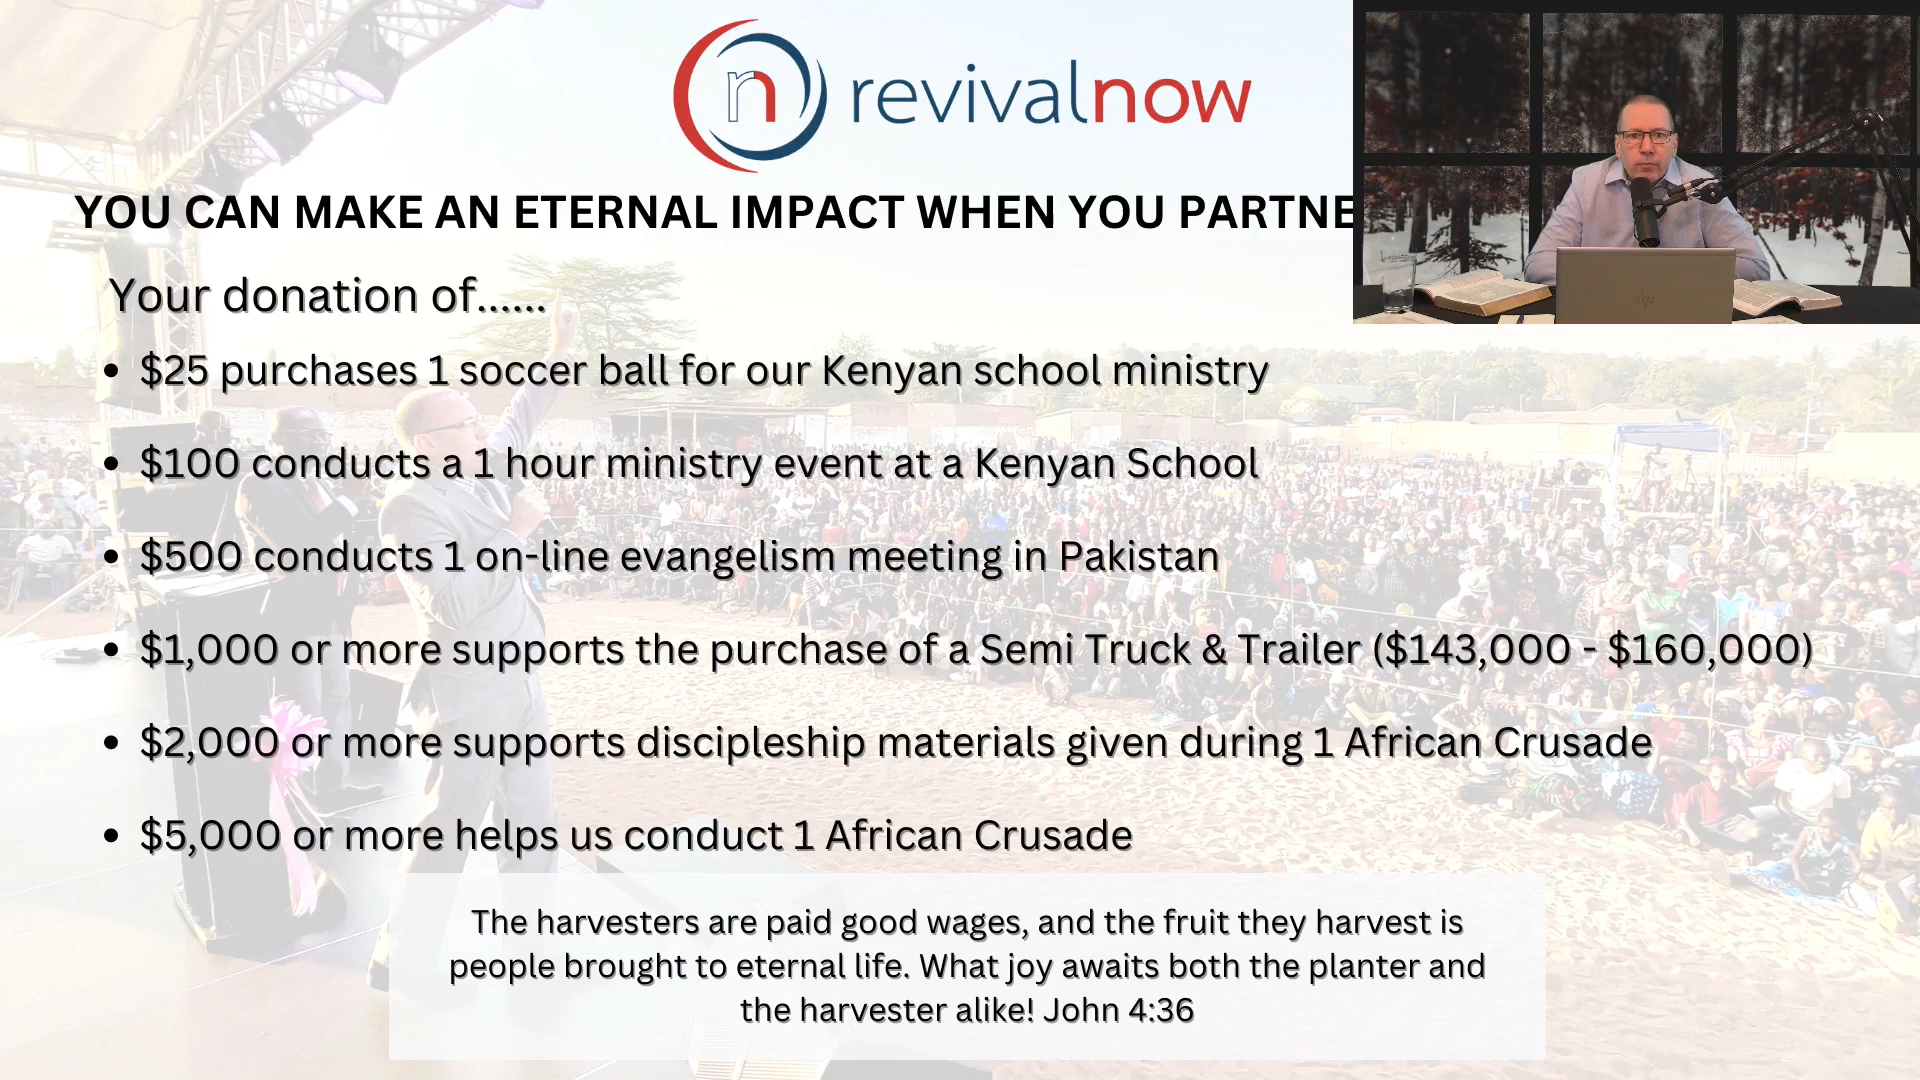 n revivalnow
YOU CAN MAKE AN ETERNAL IMPACT WHEN YOU PARTNE
Your donation of......
• $25 purchases 1 soccer ball for our Kenyan school ministry
• $100 conducts a 1 hour ministry event at a Kenyan School
• $500 conducts 1 on-line evangelism meeting in Pakistan
• $1,000 or more supports the purchase of a Semi Truck & Trailer ($143,000 - $160,000)
• $2,000 or more supports discipleship materials given during 1 African Crusade
• $5,000 or more helps us conduct 1 African Crusade
The harvesters are paid good wages, and the fruit they harvest is
people brought to eternal life. What joy awaits both the planter and
the harvester alike! John 4:36
hp